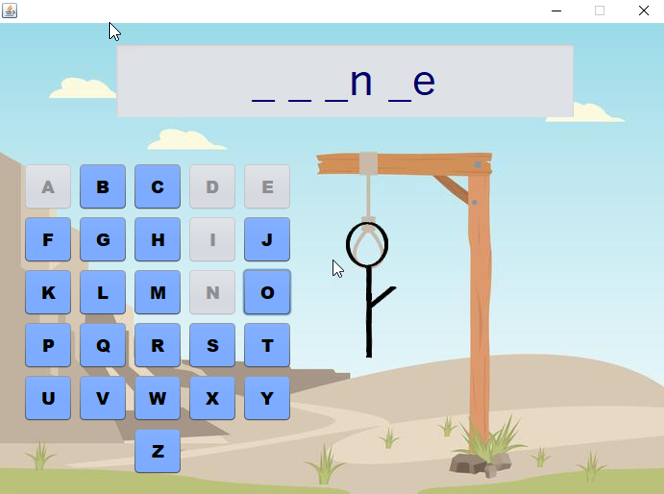 _ _ _n _e
A B C D E
F G H I J
K L M N O
P Q R S T
U V W X Y
Z